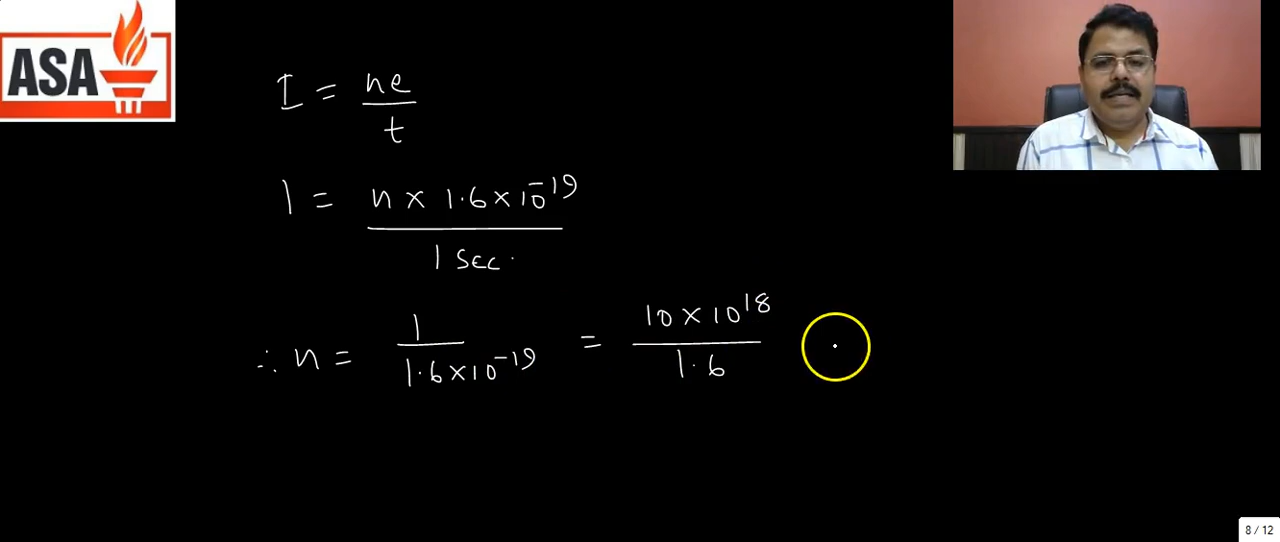 ASA
I = ne / t
1 = n × 1.6 × 10⁻¹⁹ / 1 sec.
∴ n = 1 / 1.6 × 10⁻¹⁹ = 10 × 10¹⁸ / 1.6
8 / 12